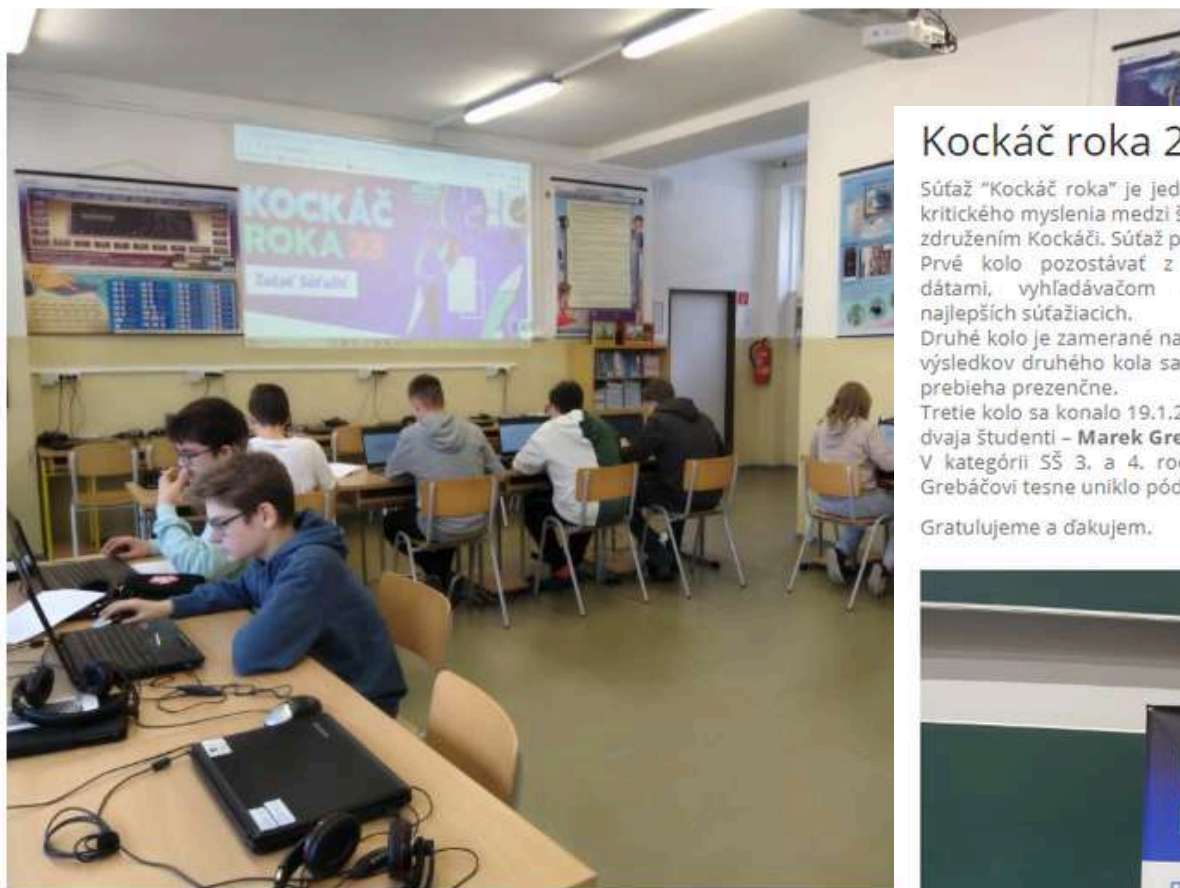 KOCKÁČ
ROKA 23
Začať Súťažiť
Kockáč roka 2
Súťaž "Kockáč roka" je jed
kritického myslenia medzi š
združením Kockáči. Súťaž p
Prvé kolo pozostávať z
dátami, vyhľadávačom
najlepších súťažiacich.
Druhé kolo je zamerané na
výsledkov druhého kola sa
prebieha prezenčne.
Tretie kolo sa konalo 19.1.2
dvaja študenti – Marek Gre
V kategórii SŠ 3. a 4. roč
Grebáčovi tesne uniklo pód
Gratulujeme a ďakujem.